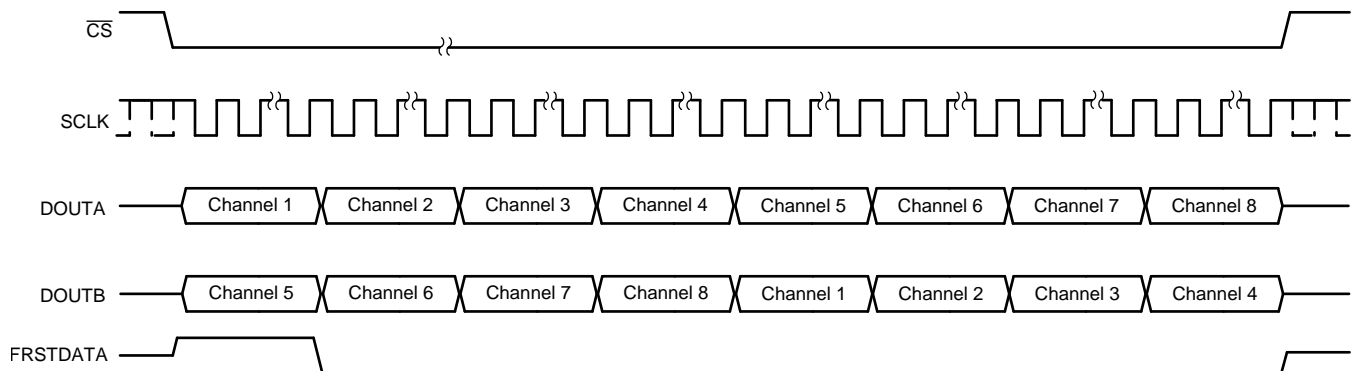 CS
SCLK
DOUTA Channel 1 Channel 2 Channel 3 Channel 4 Channel 5 Channel 6 Channel 7 Channel 8
DOUTB Channel 5 Channel 6 Channel 7 Channel 8 Channel 1 Channel 2 Channel 3 Channel 4
FRSTDATA